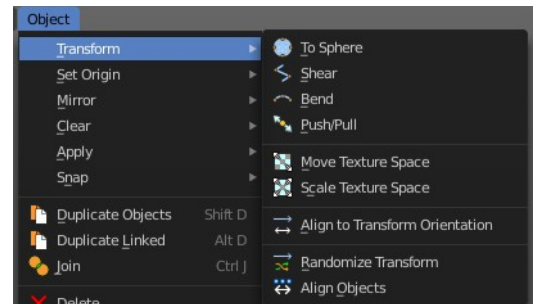 Object
Transform
Set Origin
Mirror
Clear
Apply
Snap
Duplicate Objects Shift D
Duplicate Linked Alt D
Join Ctrl J
Delete
To Sphere
Shear
Bend
Push/Pull
Move Texture Space
Scale Texture Space
Align to Transform Orientation
Randomize Transform
Align Objects